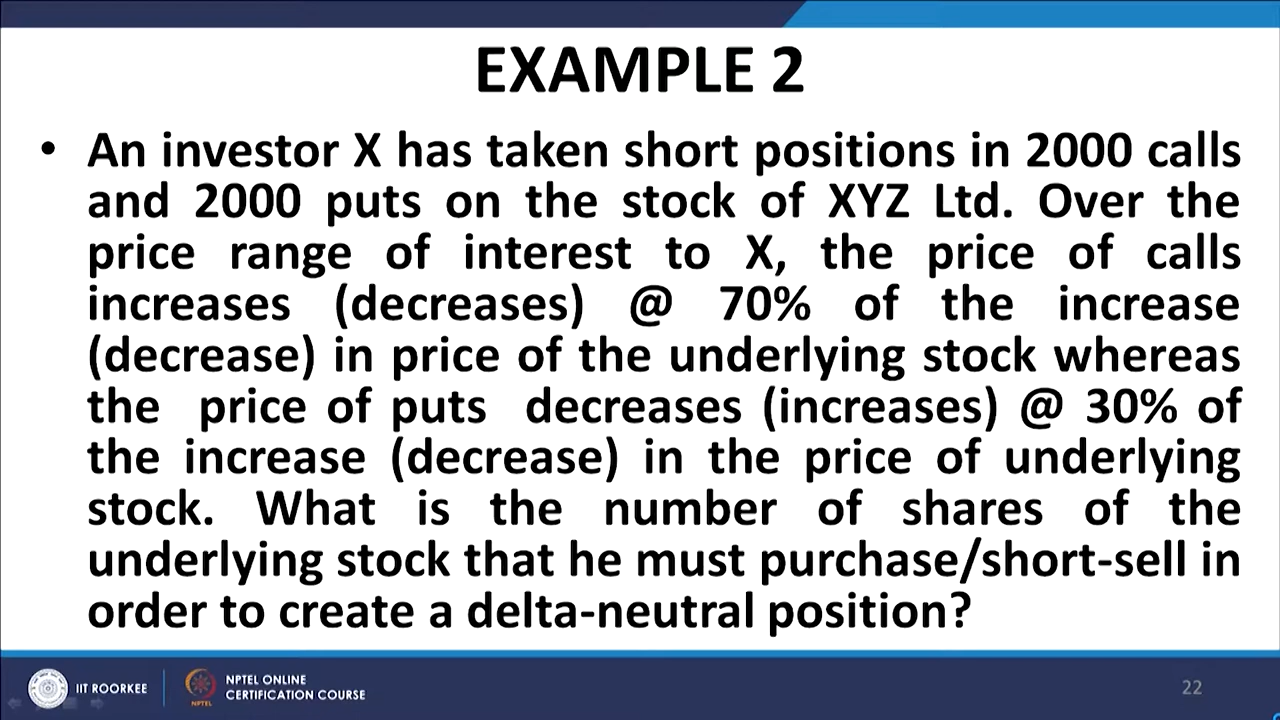 EXAMPLE 2
• An investor X has taken short positions in 2000 calls
and 2000 puts on the stock of XYZ Ltd. Over the
price range of interest to X, the price of calls
increases (decreases) @ 70% of the increase
(decrease) in price of the underlying stock whereas
the price of puts decreases (increases) @ 30% of
the increase (decrease) in the price of underlying
stock. What is the number of shares of the
underlying stock that he must purchase/short-sell in
order to create a delta-neutral position?
IIT ROORKEE
NPTEL
NPTEL ONLINE
CERTIFICATION COURSE
22